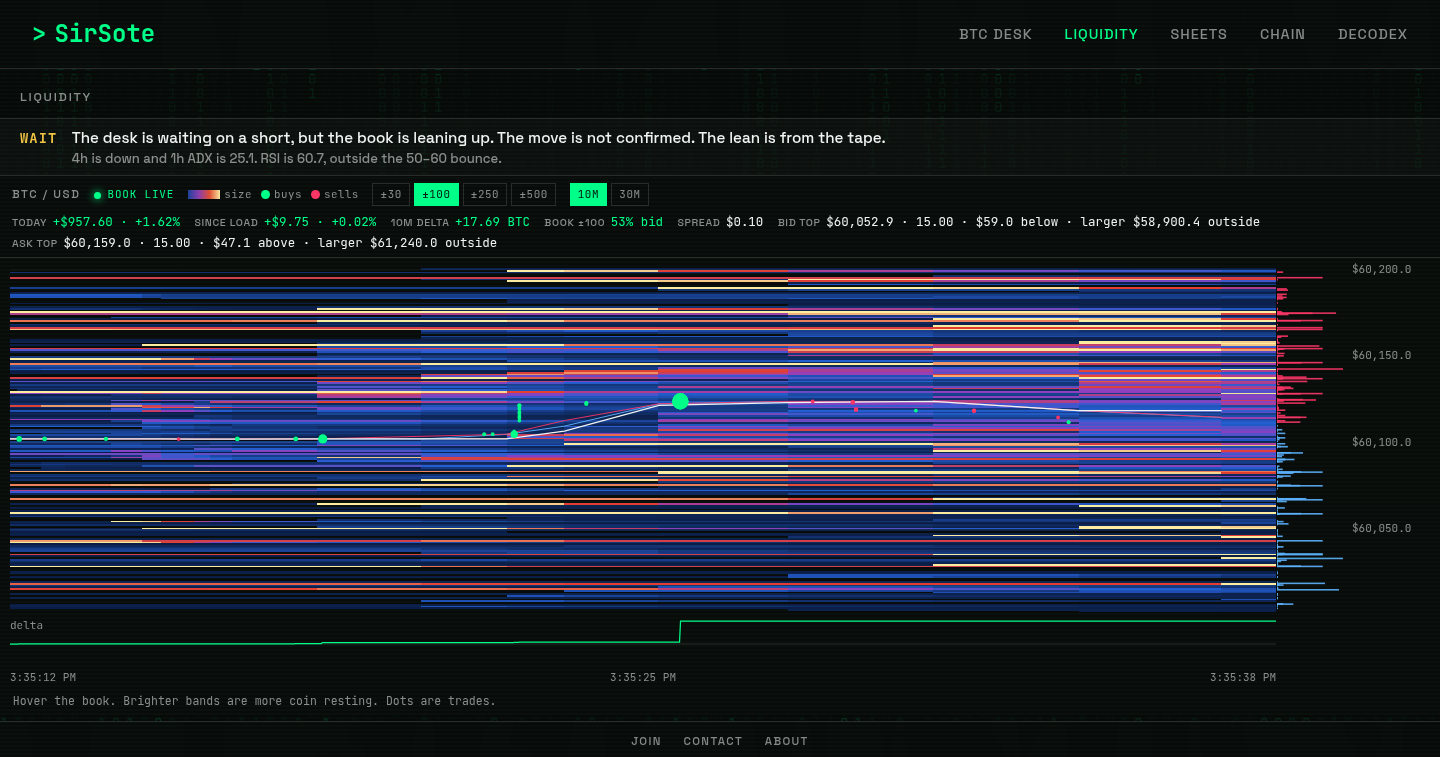 > SirSote
BTC DESK LIQUIDITY SHEETS CHAIN DECODEX
LIQUIDITY
WAIT The desk is waiting on a short, but the book is leaning up. The move is not confirmed. The lean is from the tape.
4h is down and 1h ADX is 25.1. RSI is 60.7, outside the 50–60 bounce.
BTC / USD BOOK LIVE size buys sells ±30 ±100 ±250 ±500 10M 30M
TODAY +$957.60 · +1.62% SINCE LOAD +$9.75 · +0.02% 10M DELTA +17.69 BTC BOOK ±100 53% bid SPREAD $0.10 BID TOP $60,052.9 · 15.00 · $59.0 below · larger $58,900.4 outside
ASK TOP $60,159.0 · 15.00 · $47.1 above · larger $61,240.0 outside
$60,200.0
$60,150.0
$60,100.0
$60,050.0
delta
3:35:12 PM 3:35:25 PM 3:35:38 PM
Hover the book. Brighter bands are more coin resting. Dots are trades.
JOIN CONTACT ABOUT